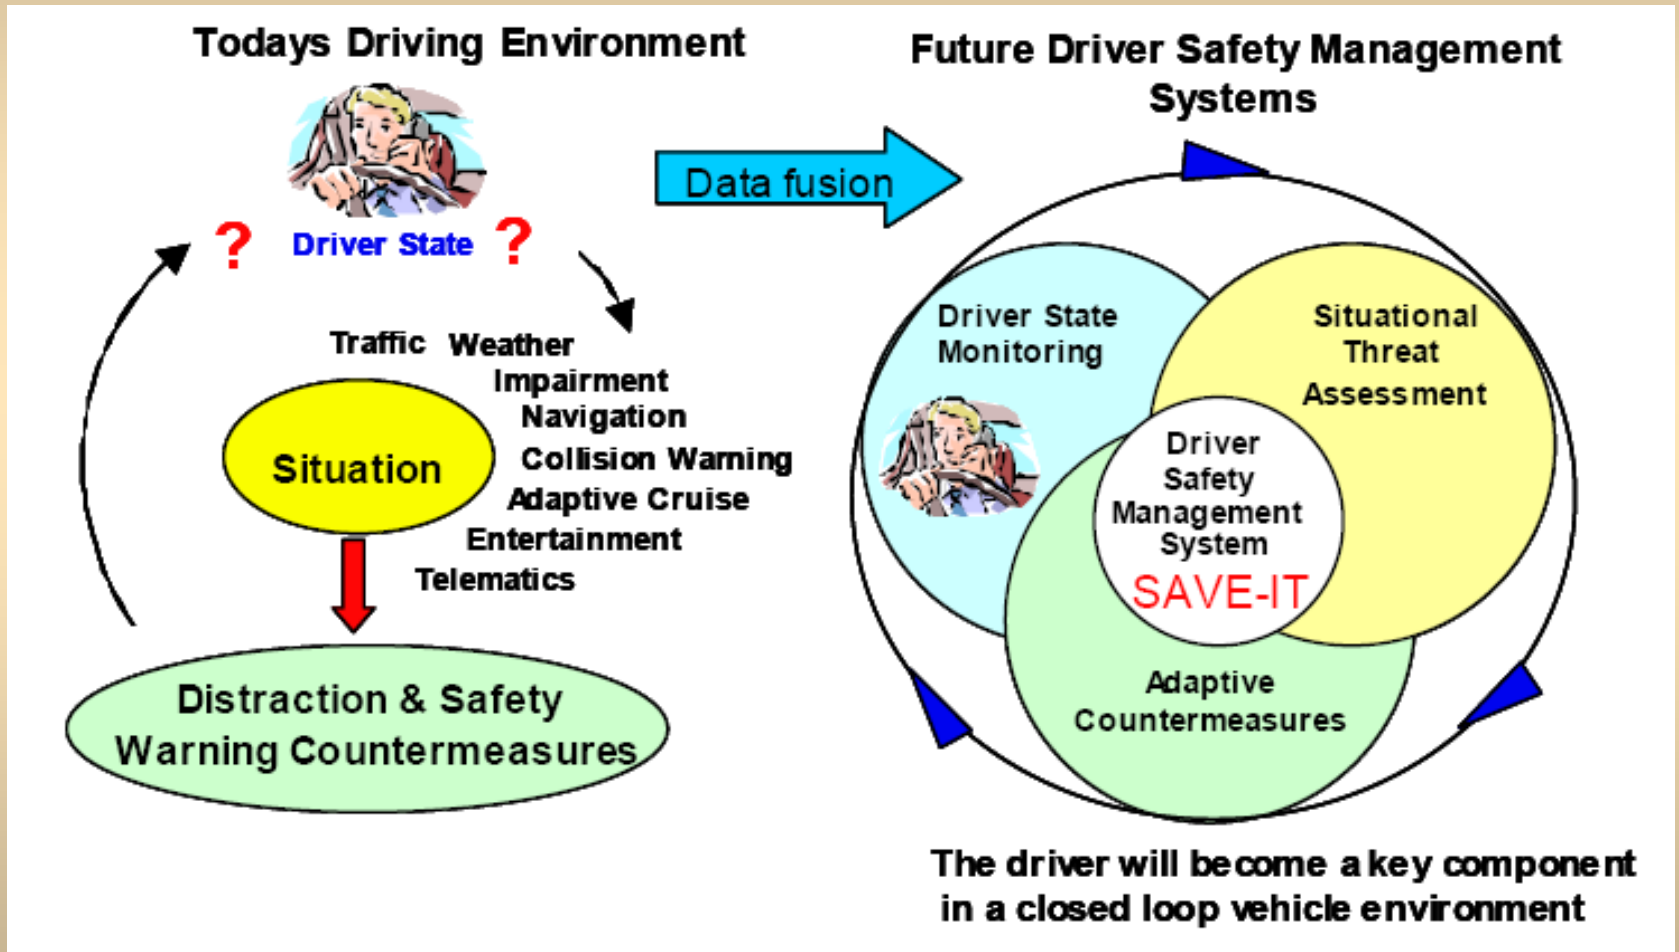 Todays Driving Environment
? Driver State ?
Traffic Weather
Impairment
Navigation
Collision Warning
Adaptive Cruise
Entertainment
Telematics
Situation
Distraction & Safety
Warning Countermeasures
Data fusion
Future Driver Safety Management
Systems
Driver State
Monitoring
Situational
Threat
Assessment
Driver
Safety
Management
System
SAVE-IT
Adaptive
Countermeasures
The driver will become a key component
in a closed loop vehicle environment